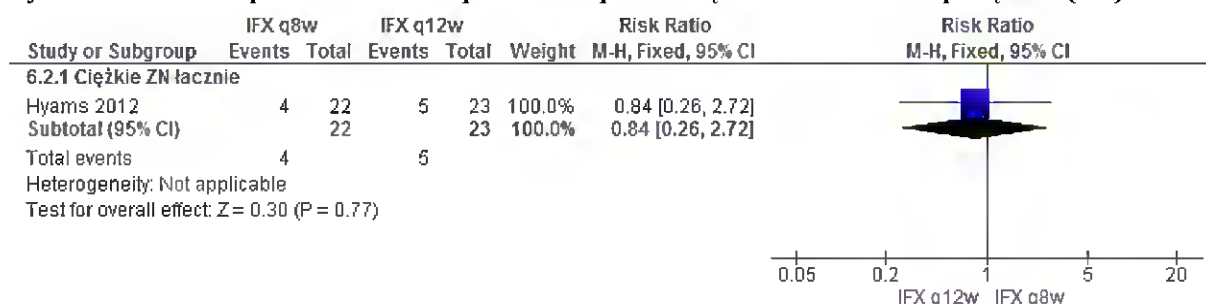 IFX q8w IFX q12w Risk Ratio Risk Ratio
Study or Subgroup Events Total Events Total Weight M-H, Fixed, 95% CI M-H, Fixed, 95% CI
6.2.1 Ciężkie ZN łacznie
Hyams 2012 4 22 5 23 100.0% 0.84 [0.26, 2.72]
Subtotal (95% CI) 22 23 100.0% 0.84 [0.26, 2.72]
Total events 4 5
Heterogeneity: Not applicable
Test for overall effect: Z = 0.30 (P = 0.77)
0.05 0.2 1 5 20
IFX q12w IFX q8w